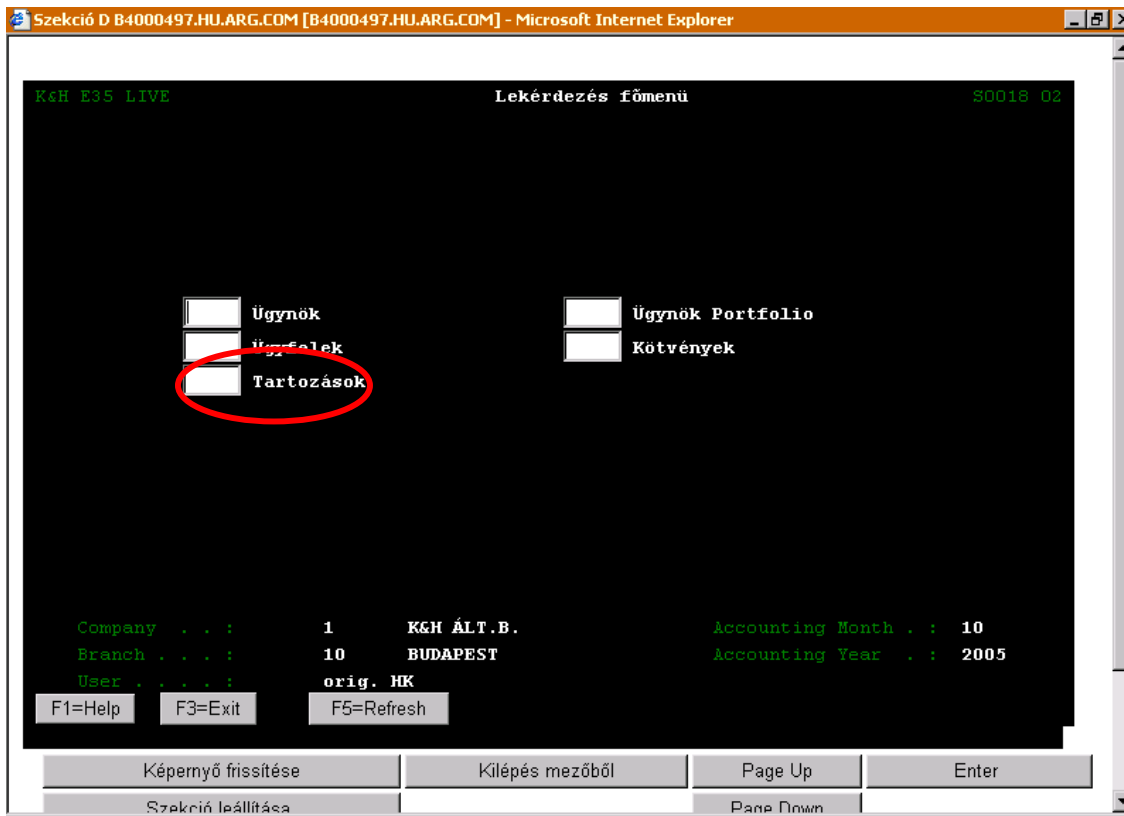 Szekció D B4000497.HU.ARG.COM [B4000497.HU.ARG.COM] - Microsoft Internet Explorer
K&H E35 LIVE Lekérdezés fõmenü S0018 02
Ügynök Ügynök Portfolio
Ügyfelek Kötvények
Tartozások
Company . . : 1 K&H ÁLT.B. Accounting Month . : 10
Branch . . . : 10 BUDAPEST Accounting Year . : 2005
User . . . . : orig. HK
F1=Help F3=Exit F5=Refresh
Képernyő frissítése Kilépés mezőből Page Up Enter
Szekció leállítása Page Down